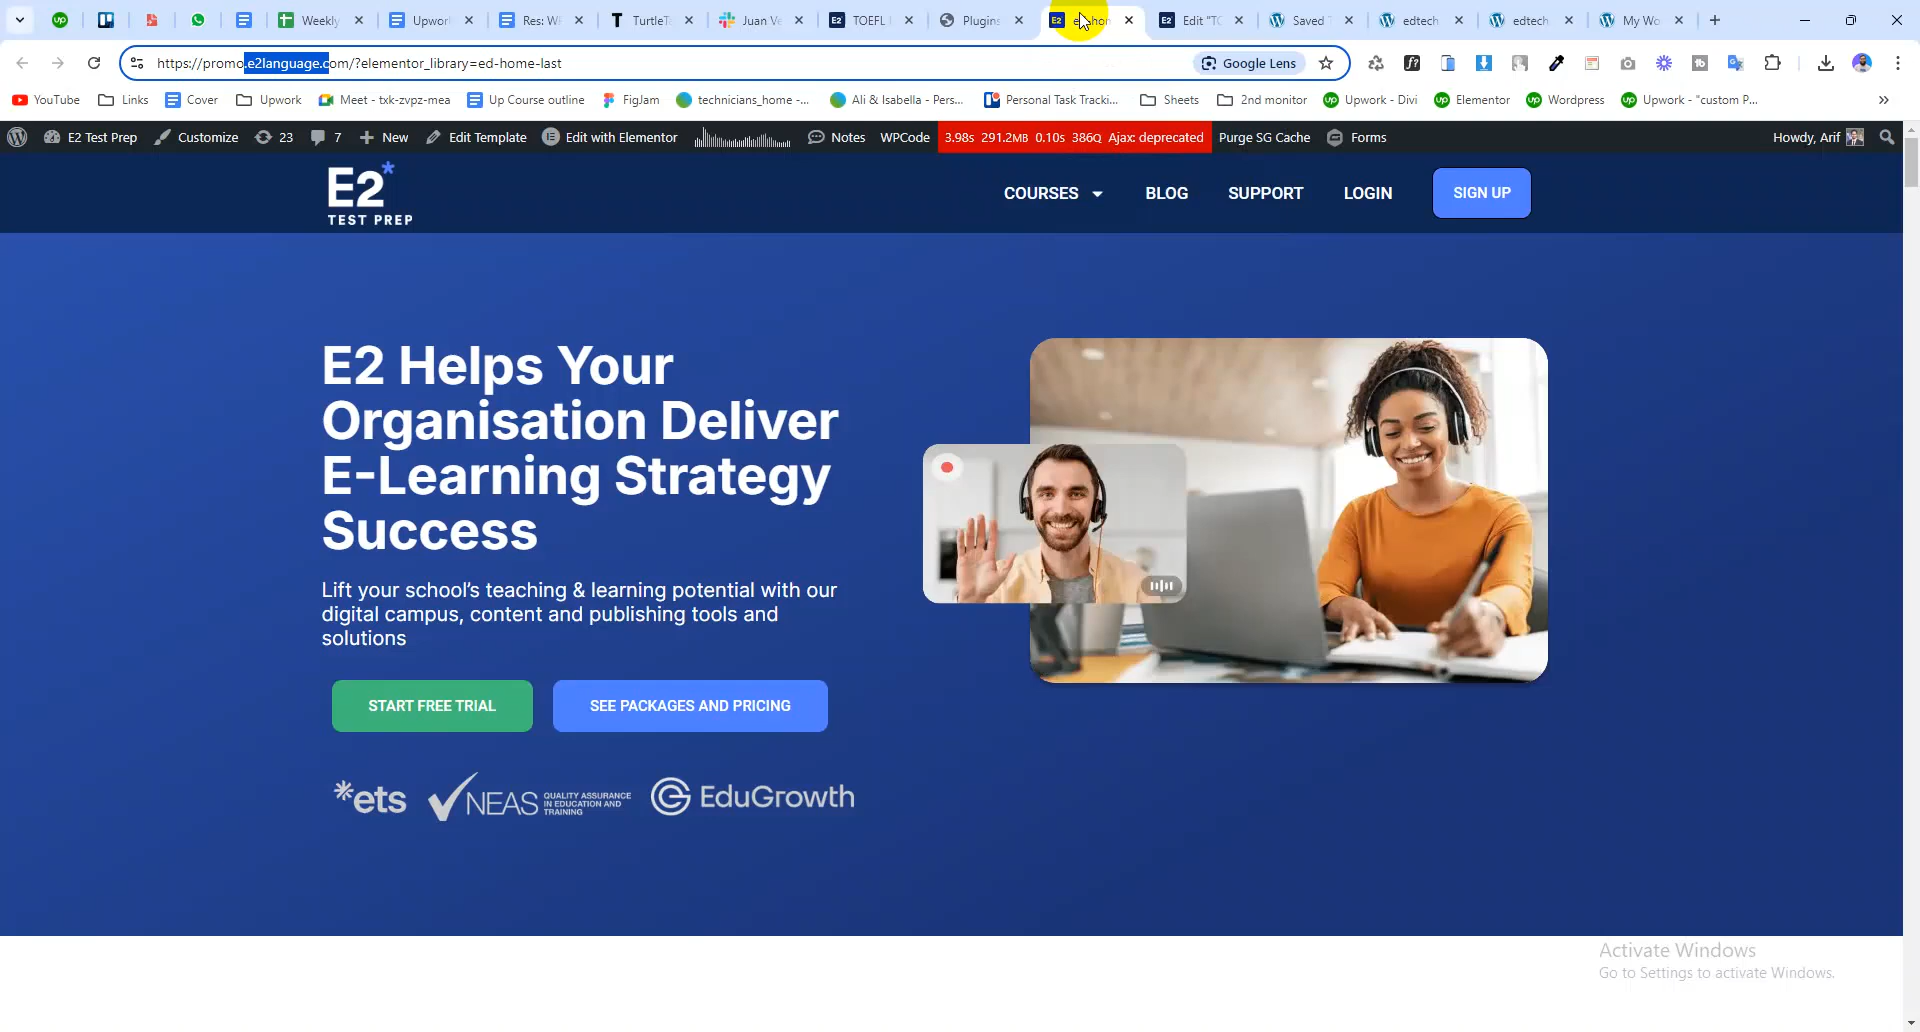 Weekly
Upwor
Res: W
TurtleT
Juan Ve
TOEFL
Plugins
Edit "TO
Saved
edtech
edtech
My Wo
https://promo.e2language.com/?elementor_library=ed-home-last
Google Lens
YouTube
Links
Cover
Upwork
Meet - txk-zvpz-mea
Up Course outline
FigJam
technicians_home -...
Ali & Isabella - Pers...
Personal Task Tracki...
Sheets
2nd monitor
Upwork - Divi
Elementor
Wordpress
Upwork - "custom P...
E2 Test Prep
Customize
23
7
New
Edit Template
Edit with Elementor
Notes
WPCode
3.98s 291.2MB 0.10s 386Q Ajax: deprecated
Purge SG Cache
Forms
Howdy, Arif
E2*
TEST PREP
COURSES
BLOG
SUPPORT
LOGIN
SIGN UP
E2 Helps Your
Organisation Deliver
E-Learning Strategy
Success
Lift your school's teaching & learning potential with our
digital campus, content and publishing tools and
solutions
START FREE TRIAL
SEE PACKAGES AND PRICING
*ets
NEAS
QUALITY ASSURANCE
IN EDUCATION AND
TRAINING
EduGrowth
Activate Windows
Go to Settings to activate Windows.